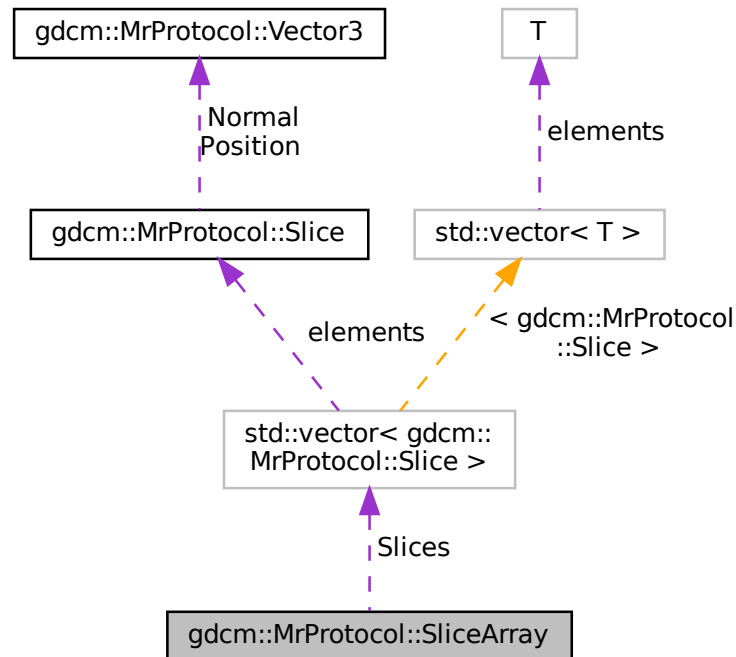 gdcm::MrProtocol::Vector3
T
Normal
Position
elements
gdcm::MrProtocol::Slice
std::vector< T >
elements
< gdcm::MrProtocol
::Slice >
std::vector< gdcm::
MrProtocol::Slice >
Slices
gdcm::MrProtocol::SliceArray